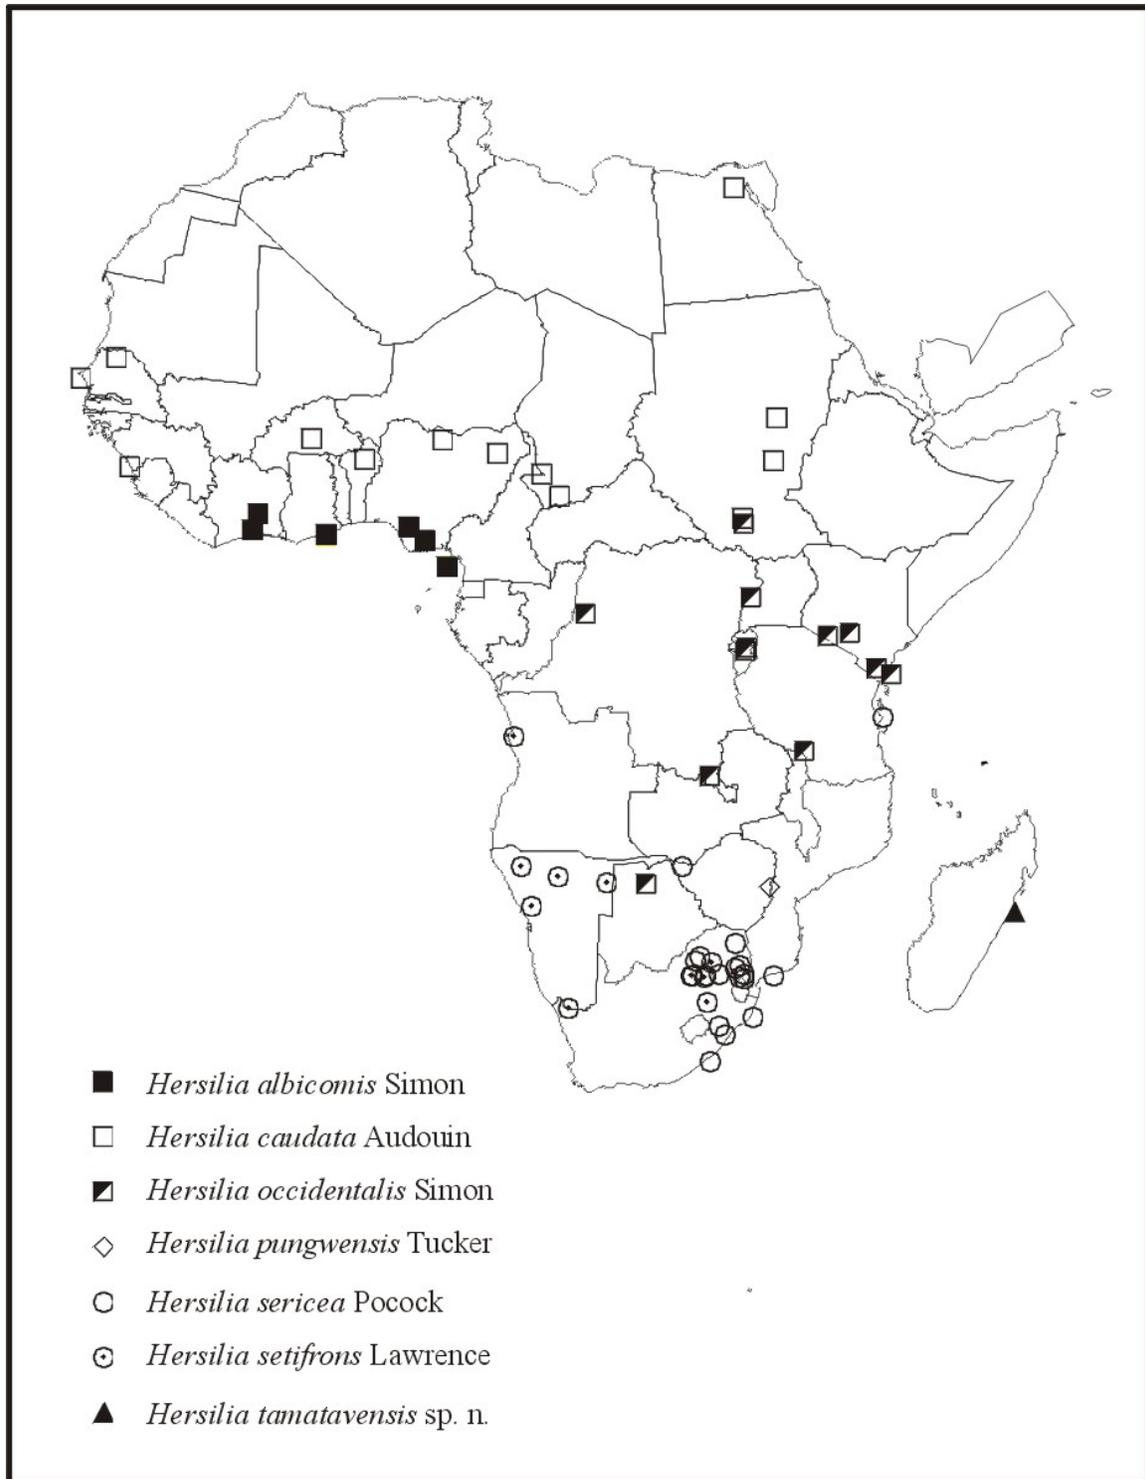 Hersilia albicomis Simon
Hersilia caudata Audouin
Hersilia occidentalis Simon
Hersilia pungwensis Tucker
Hersilia sericea Pocock
Hersilia setifrons Lawrence
Hersilia tamatavensis sp. n.